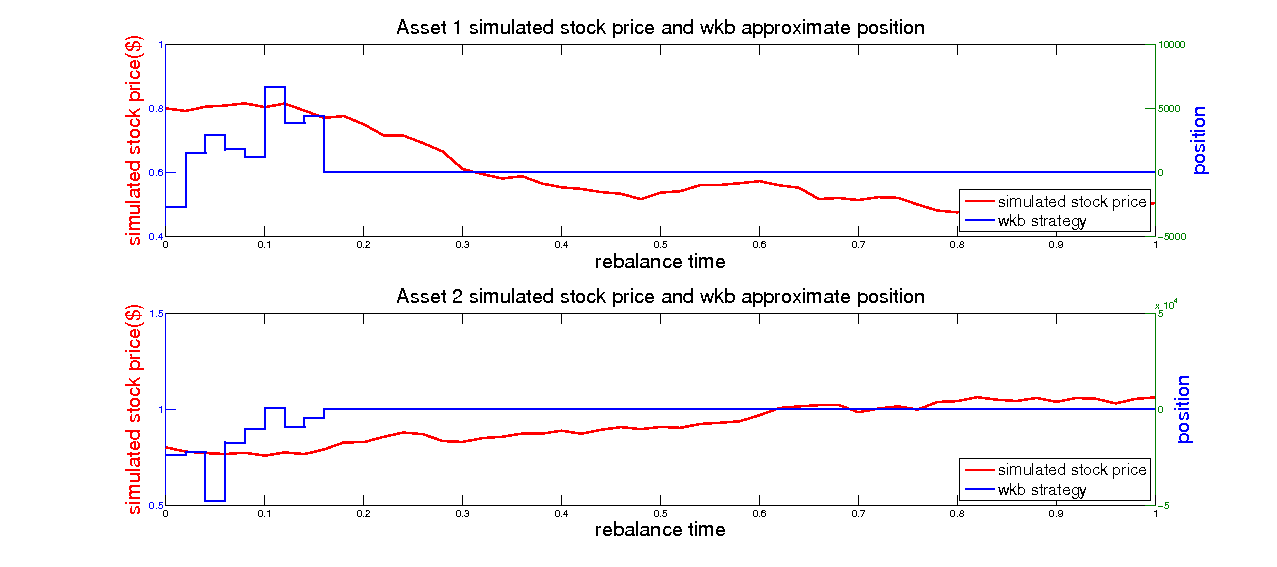 Asset 1 simulated stock price and wkb approximate position
simulated stock price($)
1
0.8
0.6
0.4
10000
5000
0
-5000
position
simulated stock price
wkb strategy
0 0.1 0.2 0.3 0.4 0.5 0.6 0.7 0.8 0.9 1
rebalance time
Asset 2 simulated stock price and wkb approximate position
simulated stock price($)
1.5
1
0.5
x 10^4
5
0
-5
position
simulated stock price
wkb strategy
0 0.1 0.2 0.3 0.4 0.5 0.6 0.7 0.8 0.9 1
rebalance time